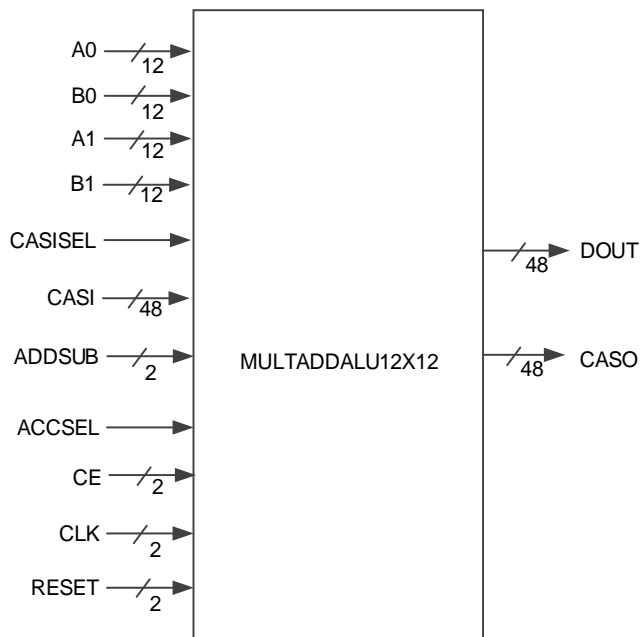 A0
12
B0
12
A1
12
B1
12
CASISEL
CASI
48
ADDSUB
2
ACCSEL
CE
2
CLK
2
RESET
2
MULTADDALU12X12
DOUT
48
CASO
48